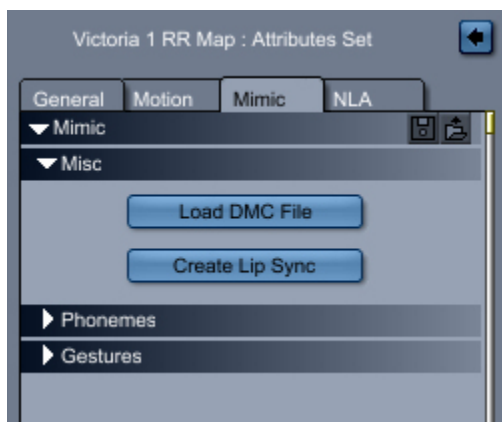 Victoria 1 RR Map : Attributes Set
General Motion Mimic NLA
Mimic
Misc
Load DMC File
Create Lip Sync
Phonemes
Gestures